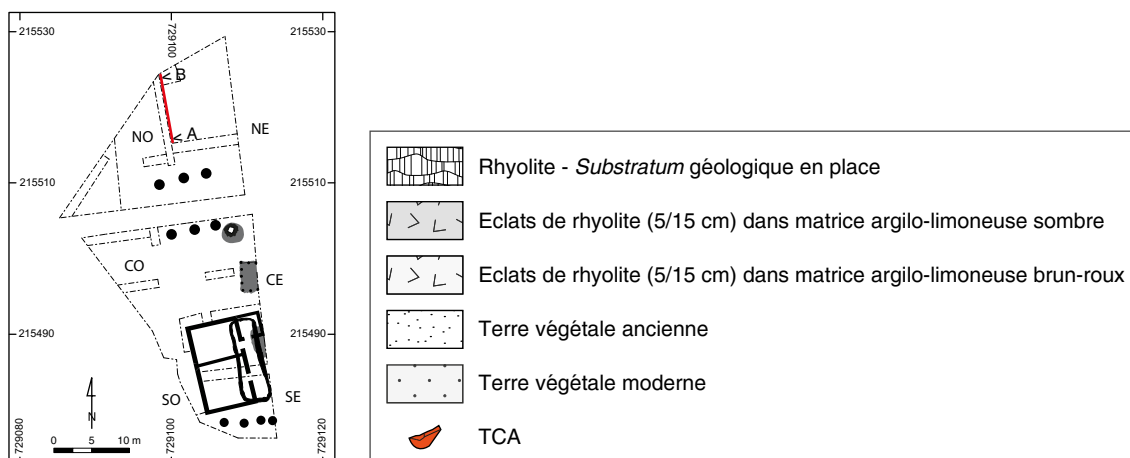 729100
215530
215530
B
A
NO
NE
215510
215510
CO
CE
215490
215490
SO
SE
N
0 5 10 m
729080
729100
729120
Rhyolite - Substratum géologique en place
Eclats de rhyolite (5/15 cm) dans matrice argilo-limoneuse sombre
Eclats de rhyolite (5/15 cm) dans matrice argilo-limoneuse brun-roux
Terre végétale ancienne
Terre végétale moderne
TCA